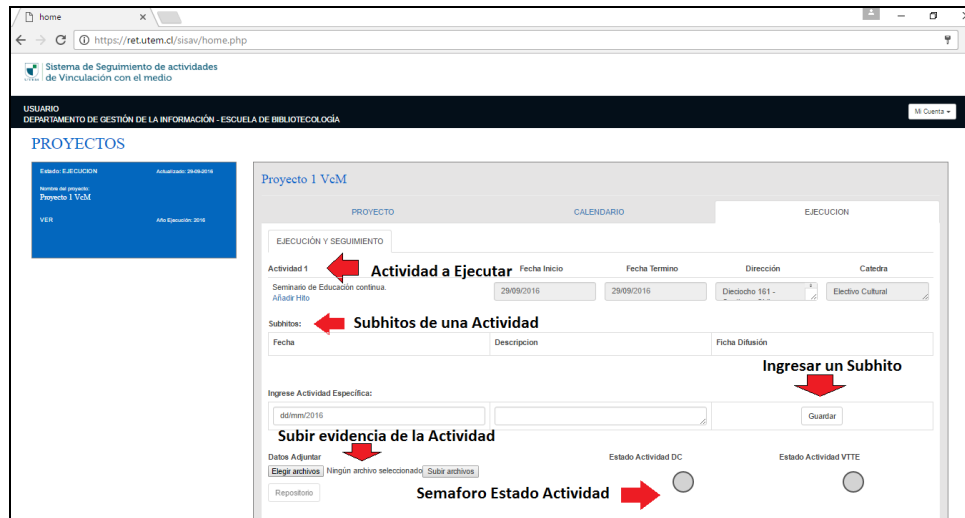 home
https://ret.utem.cl/sisav/home.php
Sistema de Seguimiento de actividades
de Vinculación con el medio
USUARIO
DEPARTAMENTO DE GESTIÓN DE LA INFORMACIÓN - ESCUELA DE BIBLIOTECOLOGÍA
Mi Cuenta
PROYECTOS
Estado: EJECUCION Actualizado: 29-09-2016
Nombre del proyecto:
Proyecto 1 VcM
VER Año Ejecución: 2016
Proyecto 1 VcM
PROYECTO CALENDARIO EJECUCION
EJECUCIÓN Y SEGUIMIENTO
Actividad 1 Actividad a Ejecutar Fecha Inicio Fecha Termino Dirección Catedra
Seminario de Educación continua. 29/09/2016 29/09/2016 Dieciocho 161 - Electivo Cultural
Añadir Hito
Subhitos: Subhitos de una Actividad
Fecha Descripcion Ficha Difusión
Ingresar un Subhito
Ingrese Actividad Específica:
dd/mm/2016 Guardar
Subir evidencia de la Actividad
Datos Adjuntar Estado Actividad DC Estado Actividad VTTE
Elegir archivos Ningún archivo seleccionado Subir archivos
Repositorio Semaforo Estado Actividad